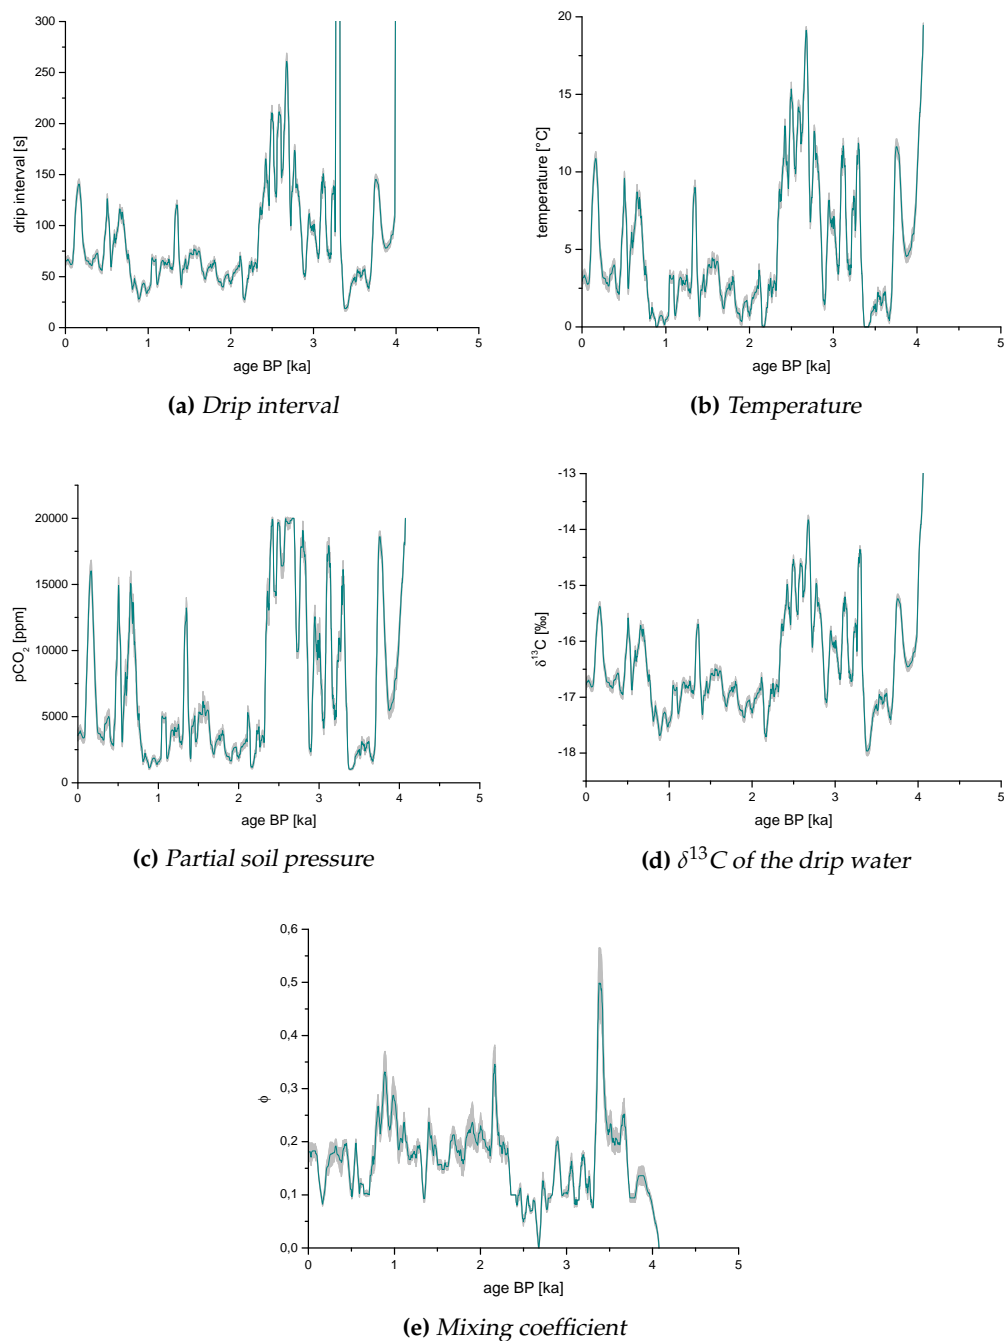 300
250
200
150
100
50
0
drip interval [s]
0 1 2 3 4 5
age BP [ka]
(a) Drip interval
20
15
10
5
0
temperature [°C]
0 1 2 3 4 5
age BP [ka]
(b) Temperature
20000
15000
10000
5000
0
pCO2 [ppm]
0 1 2 3 4 5
age BP [ka]
(c) Partial soil pressure
-13
-14
-15
-16
-17
-18
δ13C [‰]
0 1 2 3 4 5
age BP [ka]
(d) δ13C of the drip water
0,6
0,5
0,4
0,3
0,2
0,1
0,0
ϕ
0 1 2 3 4 5
age BP [ka]
(e) Mixing coefficient